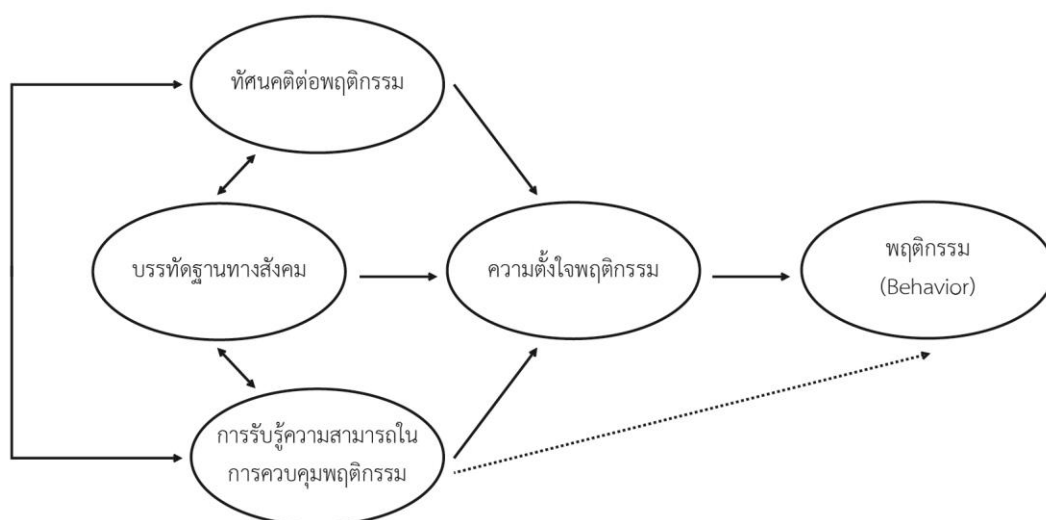 ทัศนคติต่อพฤติกรรม
บรรทัดฐานทางสังคม
ความตั้งใจพฤติกรรม
พฤติกรรม
(Behavior)
การรับรู้ความสามารถใน
การควบคุมพฤติกรรม